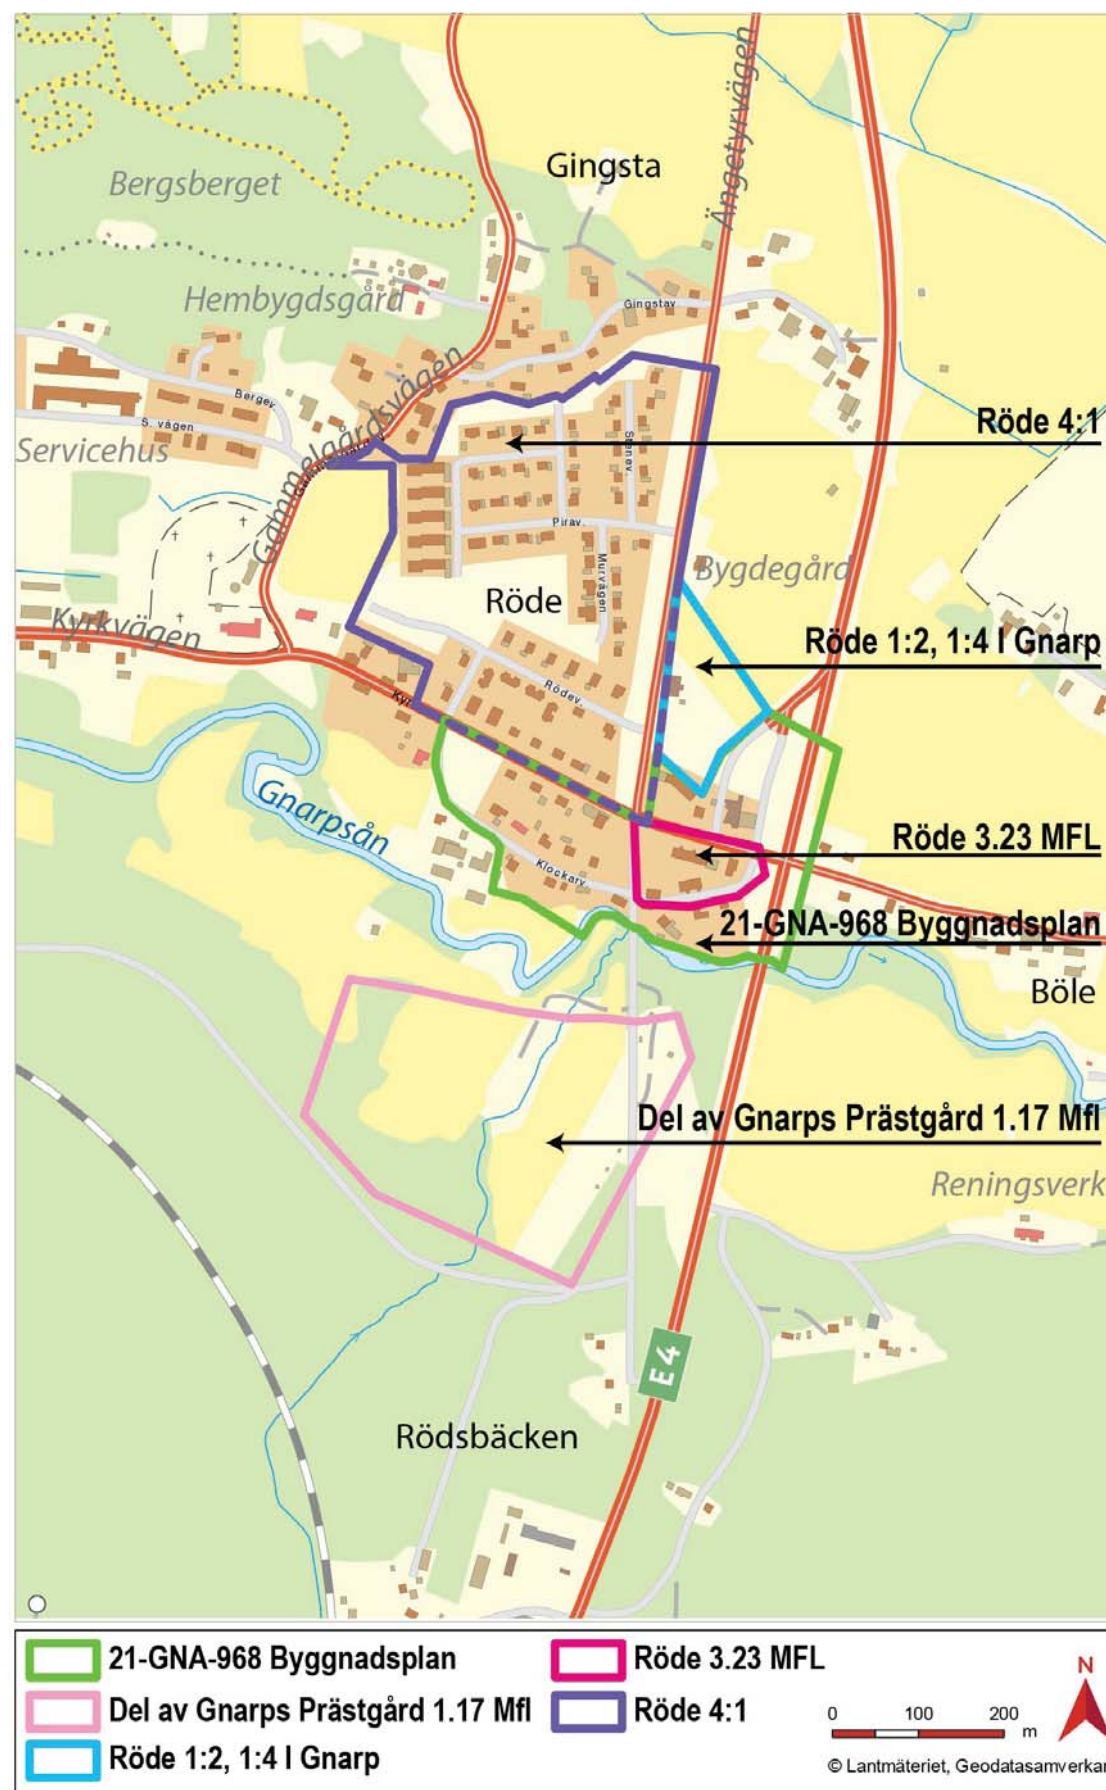 Ängetyrvägen
Gingsta
Bergsberget
Hembygdsgård
Gingstav
Gammelgårdsvägen
Bergev.
S. vägen
Servicehus
Röde 4:1
Stenev.
Pirav.
Murvägen
Bygdegård
Röde
Kyrkvägen
Röde 1:2, 1:4 I Gnarp
Rödev.
Kyr
Gnarpsån
Röde 3.23 MFL
Klockarv.
21-GNA-968 Byggnadsplan
Böle
Del av Gnarps Prästgård 1.17 Mfl
Reningsverk
E4
Rödsbäcken
21-GNA-968 Byggnadsplan
Röde 3.23 MFL
Del av Gnarps Prästgård 1.17 Mfl
Röde 4:1
Röde 1:2, 1:4 I Gnarp
N
0 100 200
m
© Lantmäteriet, Geodatasamverkan